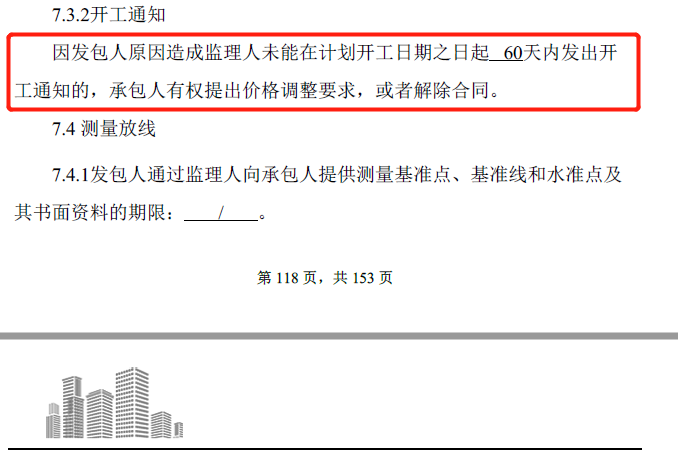 7.3.2开工通知
因发包人原因造成监理人未能在计划开工日期之日起 60天内发出开
工通知的，承包人有权提出价格调整要求，或者解除合同。
7.4 测量放线
7.4.1发包人通过监理人向承包人提供测量基准点、基准线和水准点及
其书面资料的期限： / 。
第 118 页，共 153 页